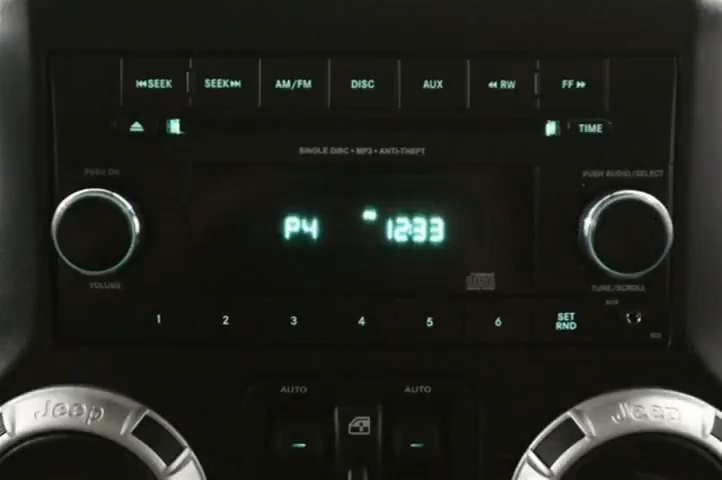 ⏮SEEK SEEK⏭ AM/FM DISC AUX ◀◀ RW FF ▶▶
TIME
SINGLE DISC • MP3 • ANTI-THEFT
PUSH ON PUSH AUDIO/SELECT
P4 12:33
VOLUME TUNE/SCROLL
1 2 3 4 5 6 SET
RND
AUTO AUTO
Jeep Jeep